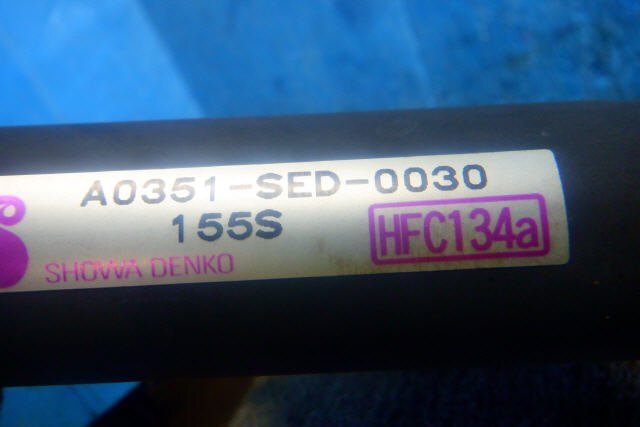 A0351-SED-0030
155S
HFC134a
SHOWA DENKO